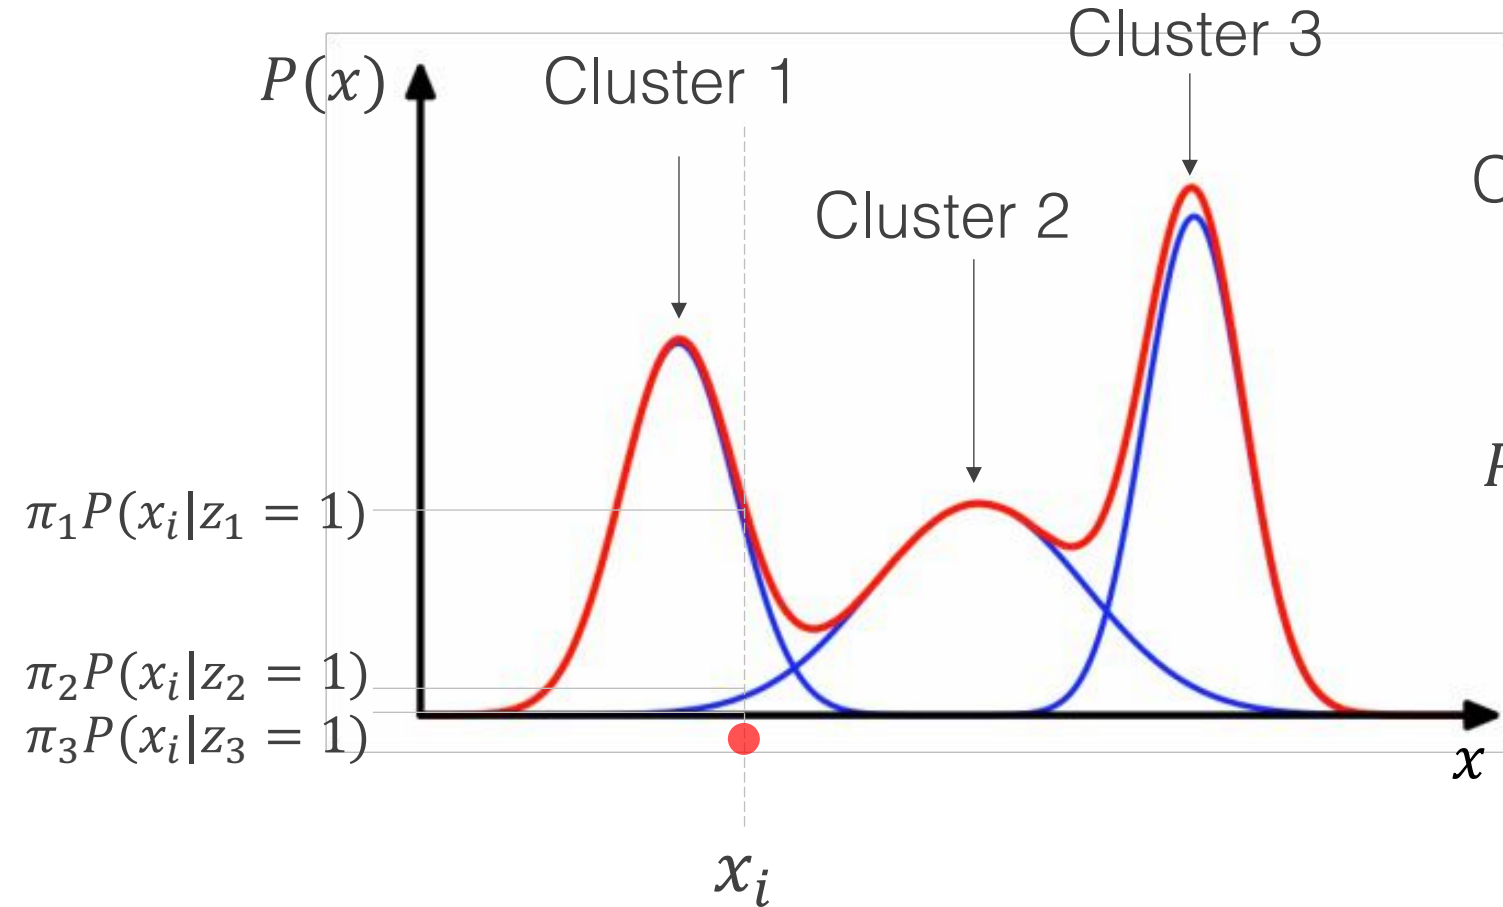 Cluster 3
P(x)
Cluster 1
Cluster 2
π₁P(xᵢ|z₁ = 1)
π₂P(xᵢ|z₂ = 1)
π₃P(xᵢ|z₃ = 1)
x
xᵢ